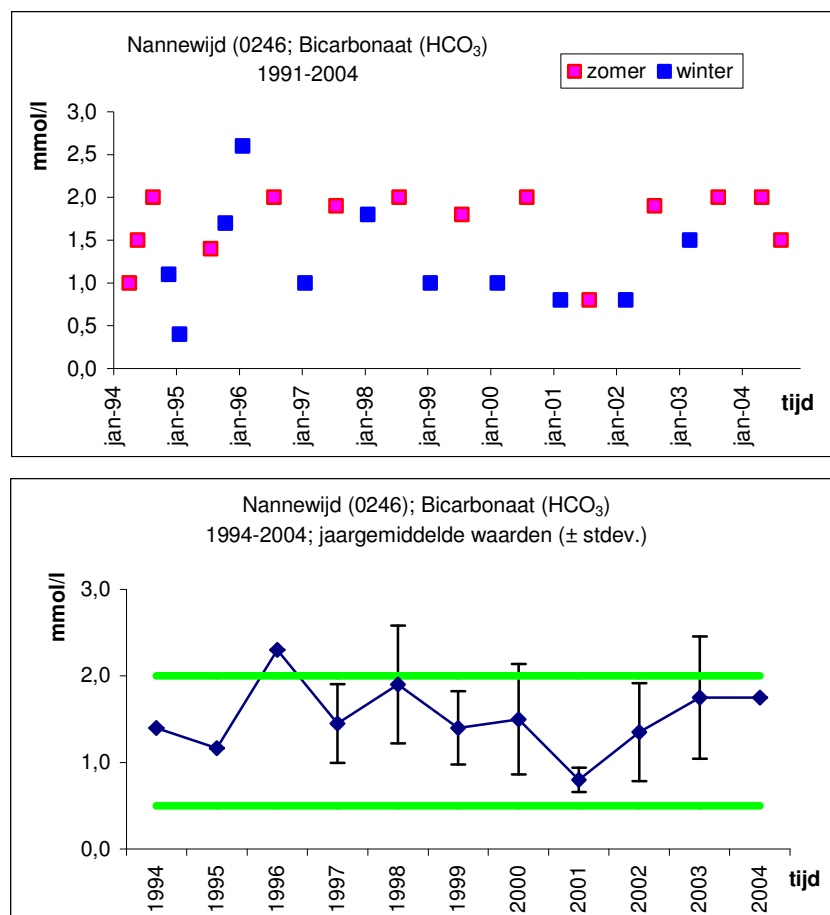 Nannewijd (0246; Bicarbonaat (HCO₃)
1991-2004
zomer winter
mmol/l
3,0
2,5
2,0
1,5
1,0
0,5
0,0
jan-94 jan-95 jan-96 jan-97 jan-98 jan-99 jan-00 jan-01 jan-02 jan-03 jan-04
tijd
Nannewijd (0246); Bicarbonaat (HCO₃)
1994-2004; jaargemiddelde waarden (± stdev.)
mmol/l
3,0
2,0
1,0
0,0
1994 1995 1996 1997 1998 1999 2000 2001 2002 2003 2004
tijd